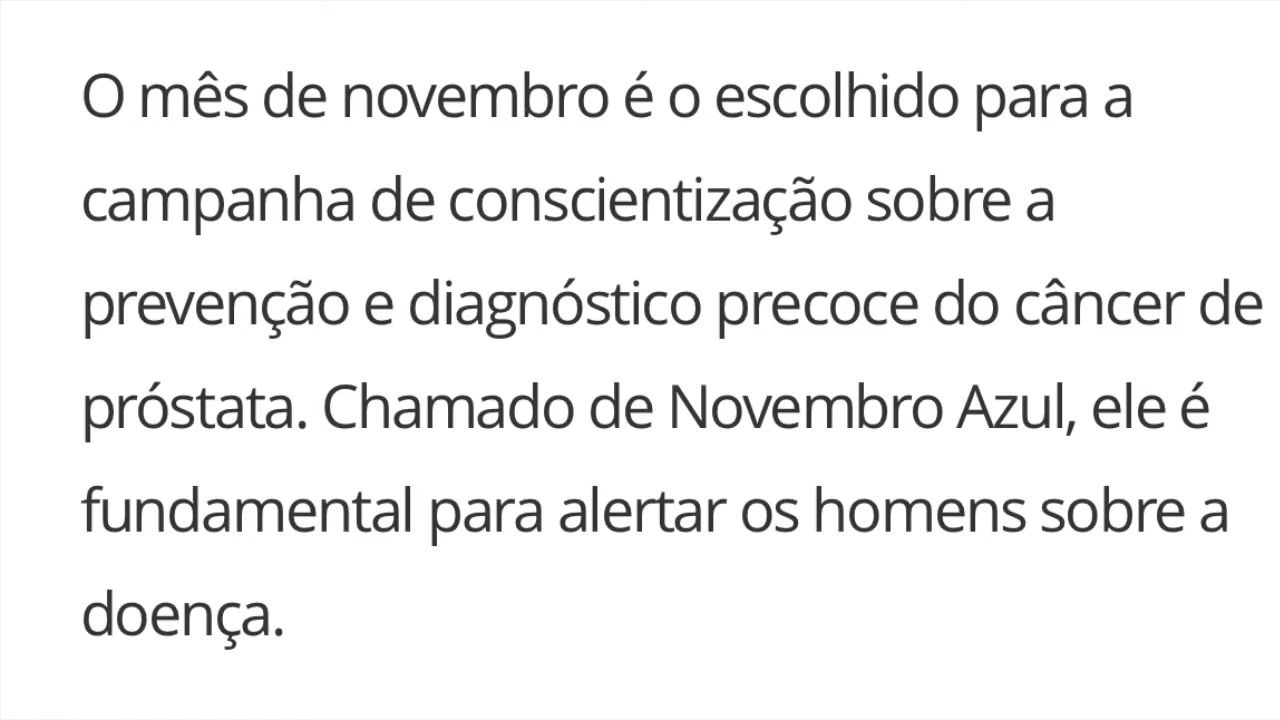 O mês de novembro é o escolhido para a
campanha de conscientização sobre a
prevenção e diagnóstico precoce do câncer de
próstata. Chamado de Novembro Azul, ele é
fundamental para alertar os homens sobre a
doença.